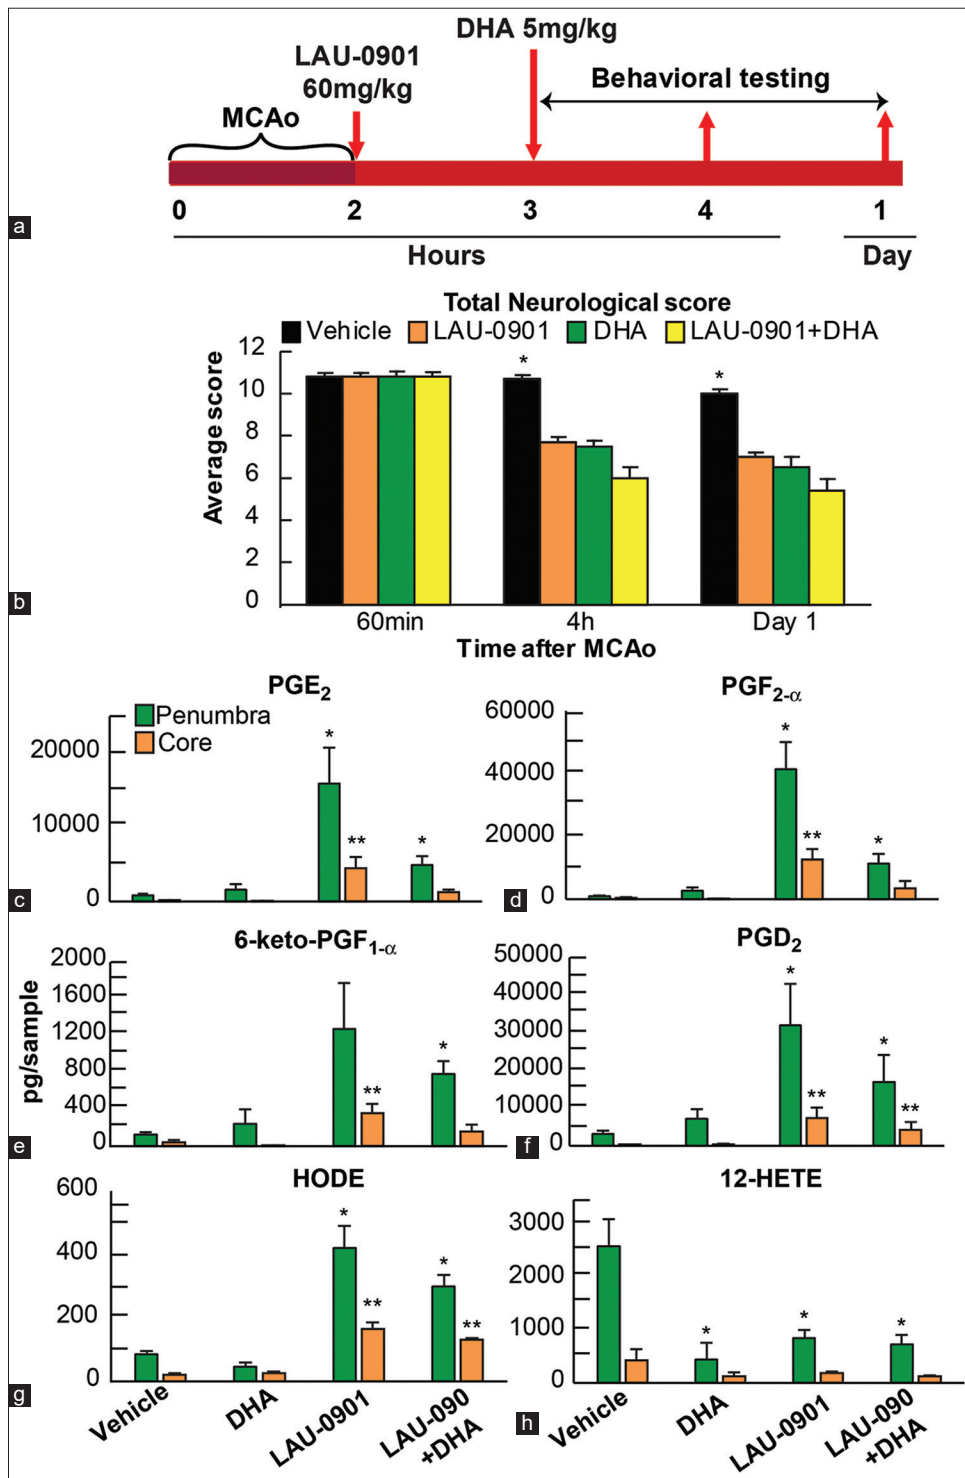 DHA 5mg/kg
LAU-0901
60mg/kg
Behavioral testing
MCAo
0 2 3 4 1
Hours Day
a
Total Neurological score
Vehicle LAU-0901 DHA LAU-0901+DHA
Average score
12
10
8
6
4
2
0
* *
60min 4h Day 1
Time after MCAo
b
PGE2
Penumbra
Core
20000
10000
0
* ** *
c
PGF2-α
60000
40000
20000
0
* ** *
d
6-keto-PGF1-α
pg/sample
2000
1600
1200
800
400
0
** *
e
PGD2
50000
40000
30000
20000
10000
0
* ** * **
f
HODE
600
400
200
0
* ** * **
Vehicle
DHA
LAU-0901
LAU-090
+DHA
g
12-HETE
3000
2000
1000
0
* * *
Vehicle
DHA
LAU-0901
LAU-090
+DHA
h